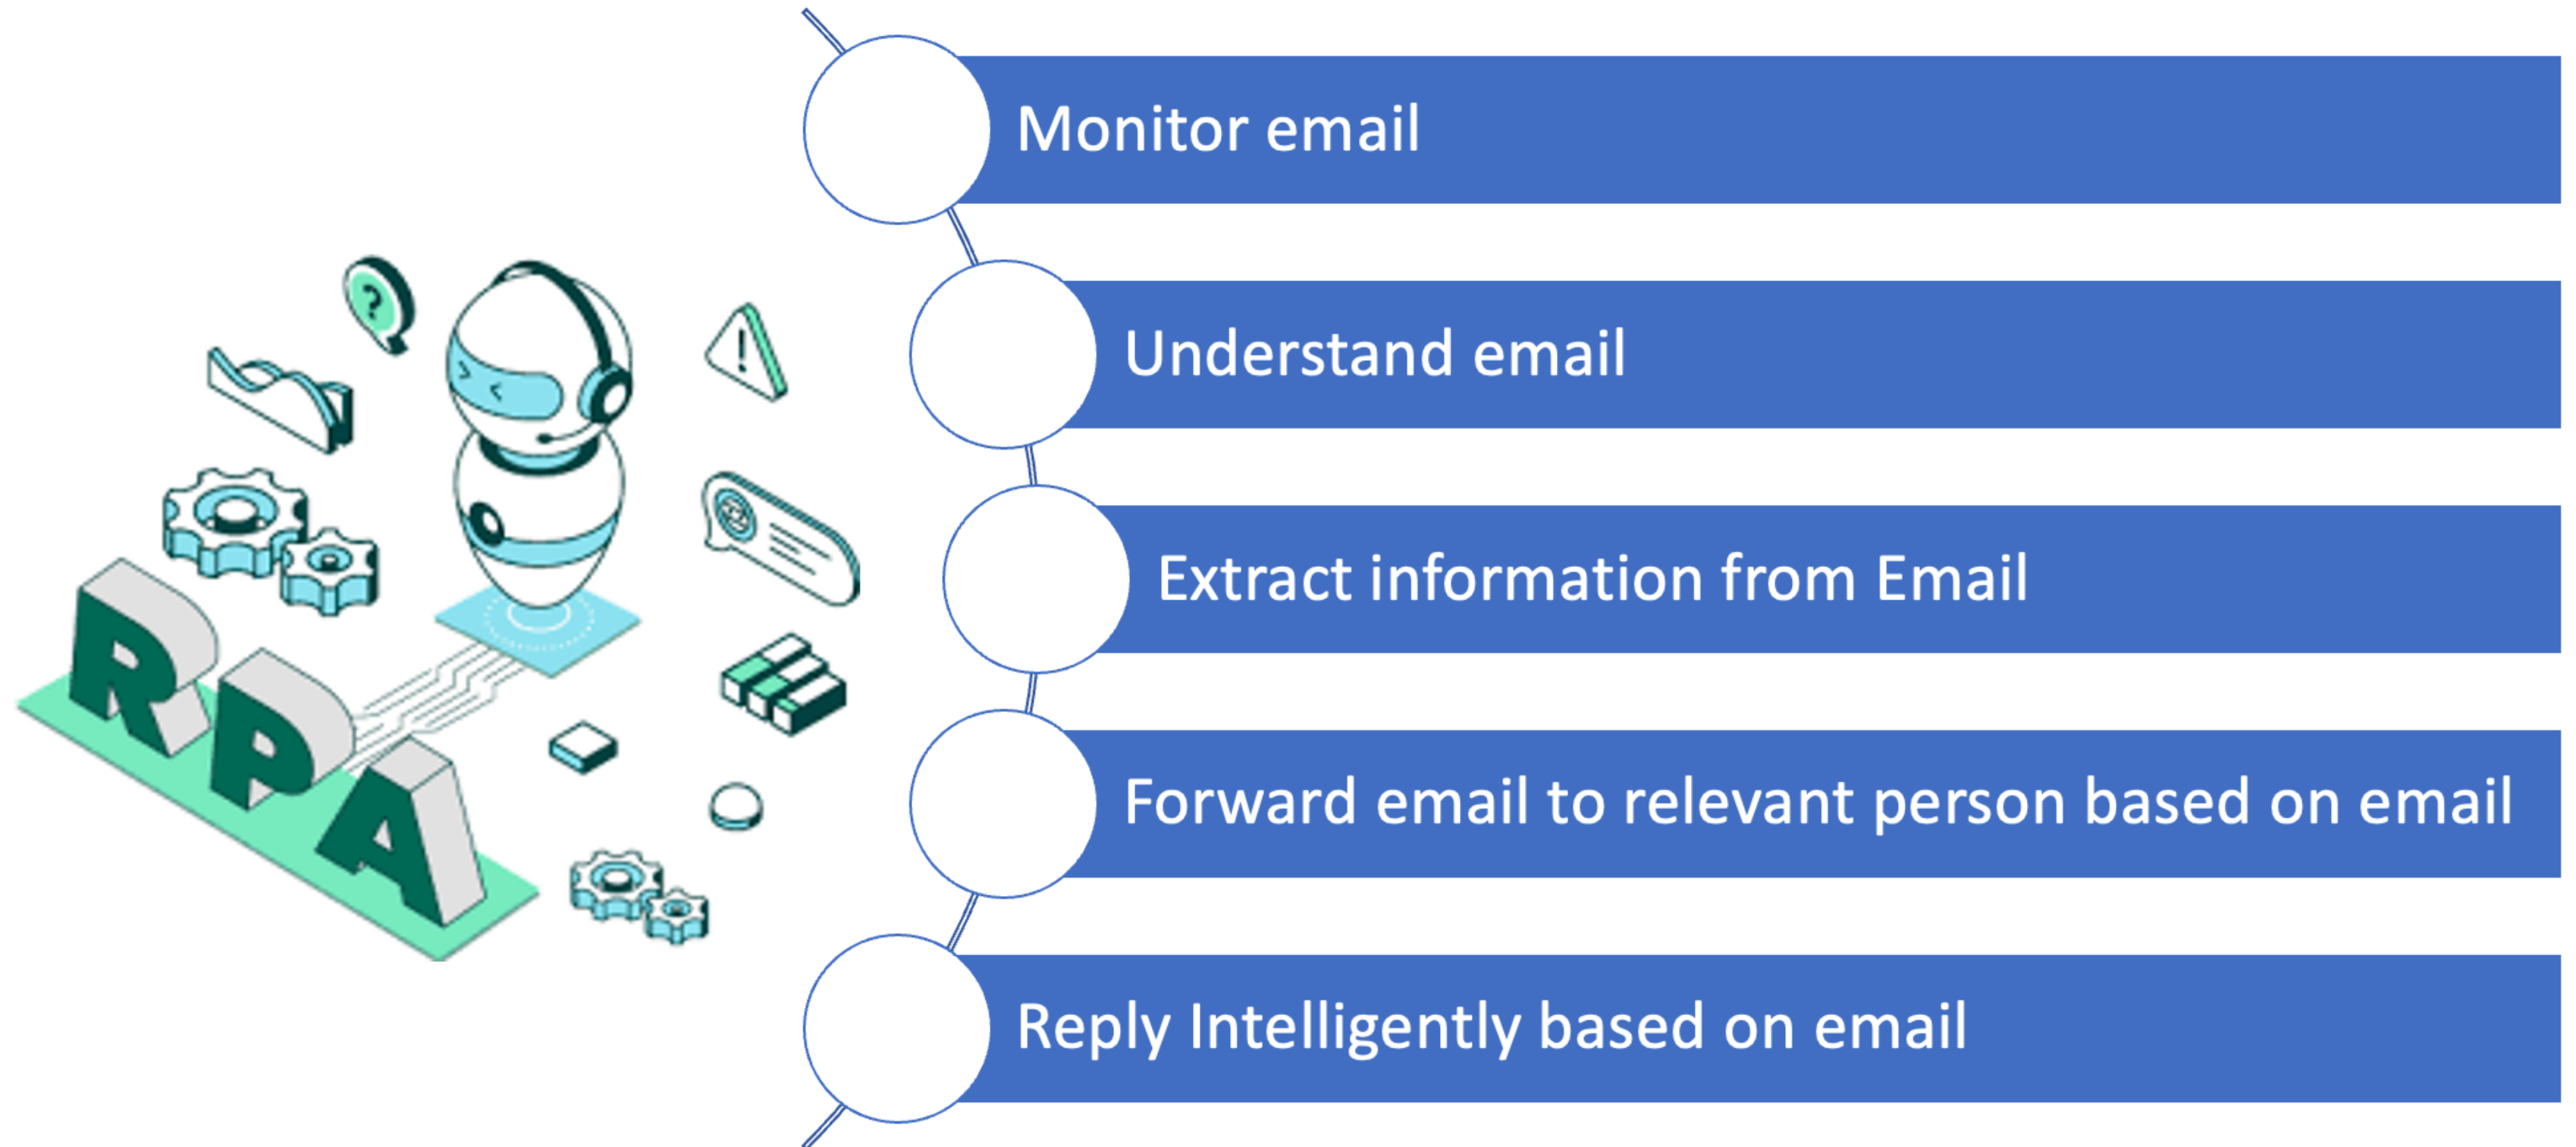 Monitor email
Understand email
Extract information from Email
Forward email to relevant person based on email
Reply Intelligently based on email
?
!
> <
RPA